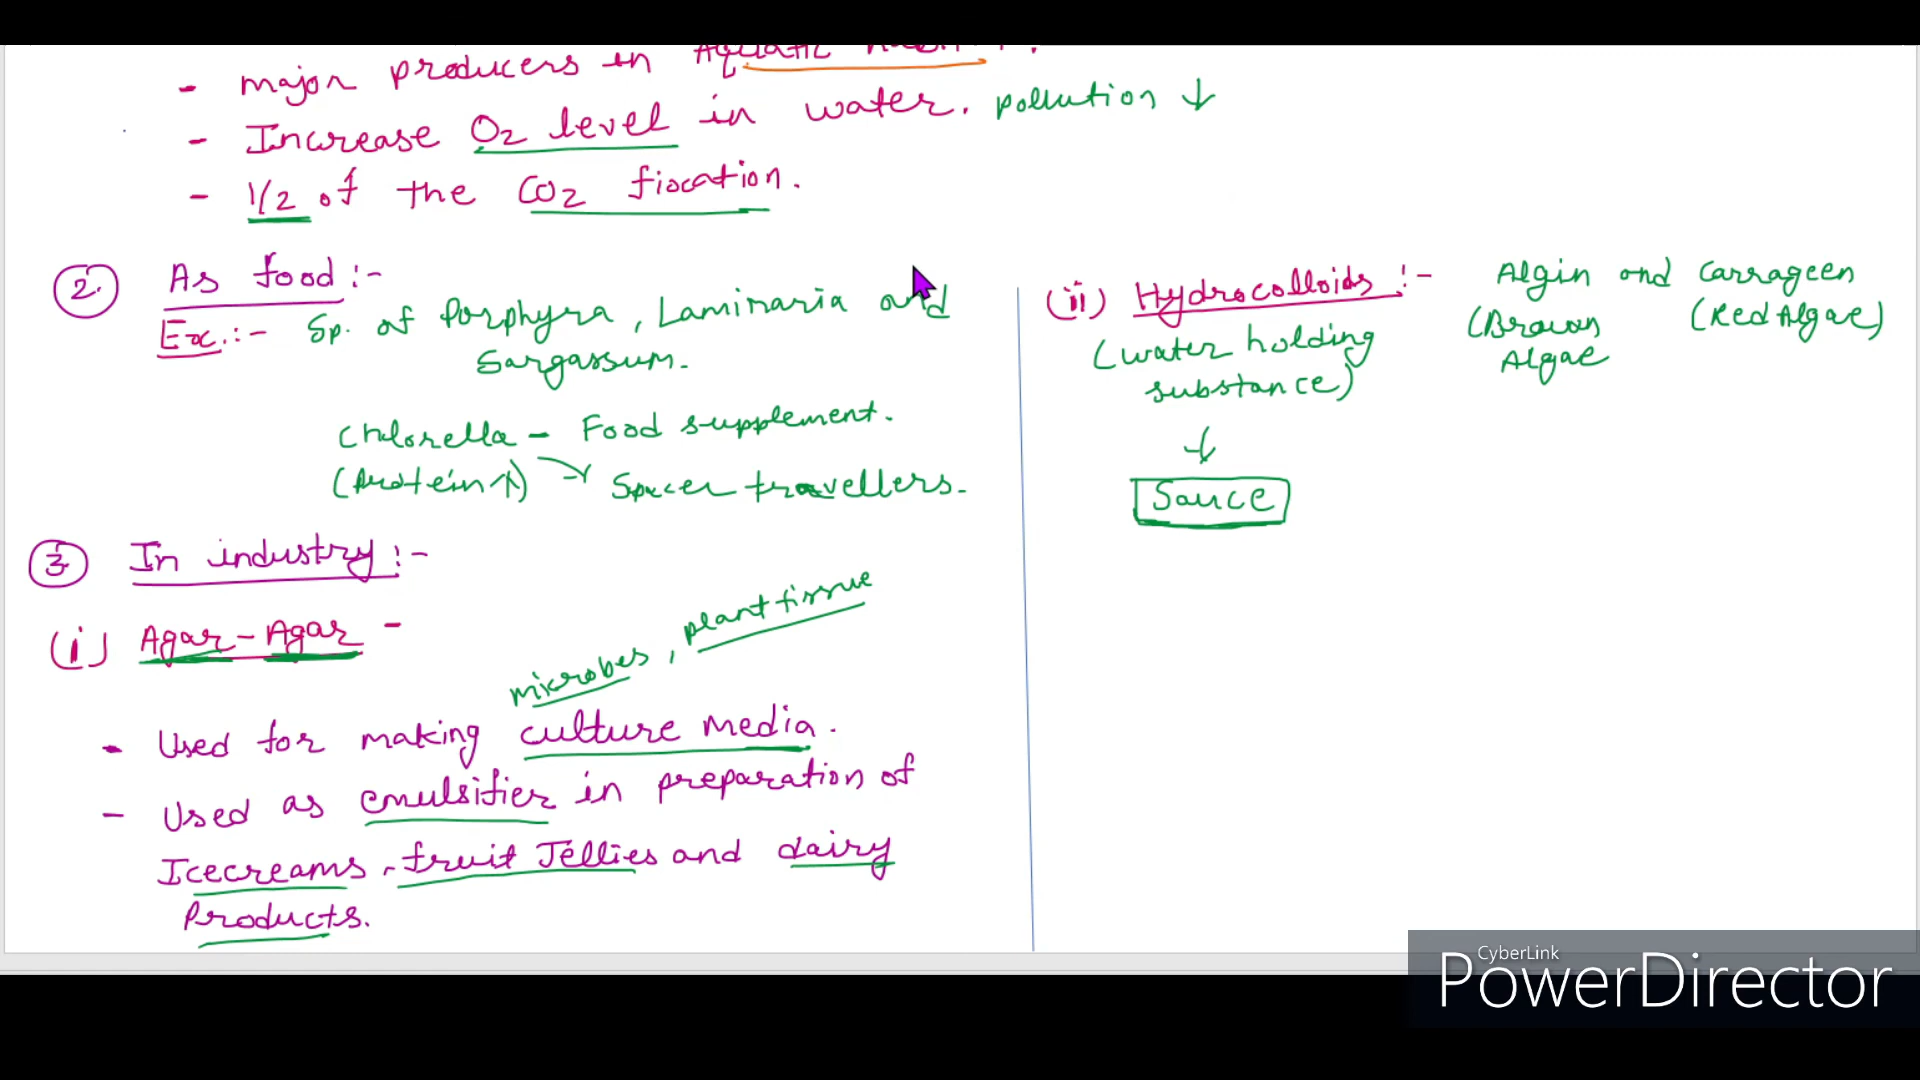 - major producers in Aquatic habitat.
- Increase O2 level in water. pollution ↓
- 1/2 of the CO2 fixation.
2. As food :-
Ex. :- Sp. of Porphyra, Laminaria and
Sargassum.
Chlorella - Food supplement.
(Protein↑) → Spacer travellers.
3 In industry :-
(i) Agar-Agar -
microbes, plant tissue
- Used for making culture media.
- Used as emulsifier in preparation of
Icecreams, fruit Jellies and dairy
Products.
(ii) Hydrocolloids :- Algin and Carrageen
(water holding (Brown (Red Algae)
substance) Algae
↓
Sauce
CyberLink
PowerDirector